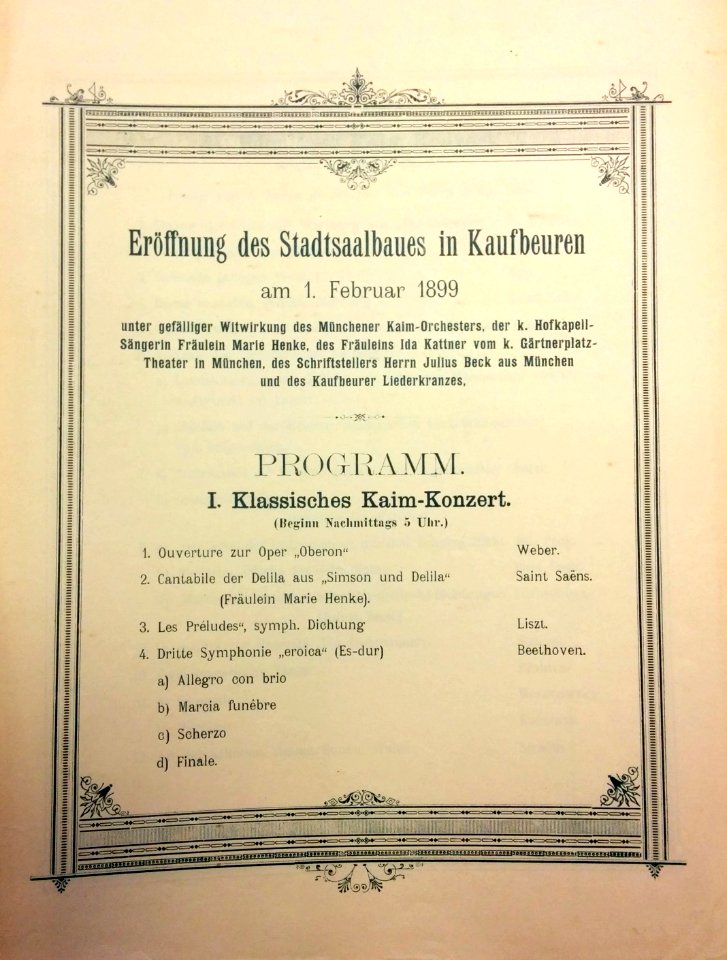 Eröffnung des Stadtsaalbaues in Kaufbeuren
am 1. Februar 1899
unter gefälliger Witwirkung des Münchener Kaim-Orchesters, der k. Hofkapell-
Sängerin Fräulein Marie Henke, des Fräuleins Ida Kattner vom k. Gärtnerplatz-
Theater in München, des Schriftstellers Herrn Julius Beck aus München
und des Kaufbeurer Liederkranzes,
PROGRAMM.
I. Klassisches Kaim-Konzert.
(Beginn Nachmittags 5 Uhr.)
1. Ouverture zur Oper „Oberon“ Weber.
2. Cantabile der Delila aus „Simson und Delila“ Saint Saëns.
(Fräulein Marie Henke).
3. Les Préludes“, symph. Dichtung Liszt.
4. Dritte Symphonie „eroica“ (Es-dur) Beethoven.
a) Allegro con brio
b) Marcia funêbre
c) Scherzo
d) Finale.